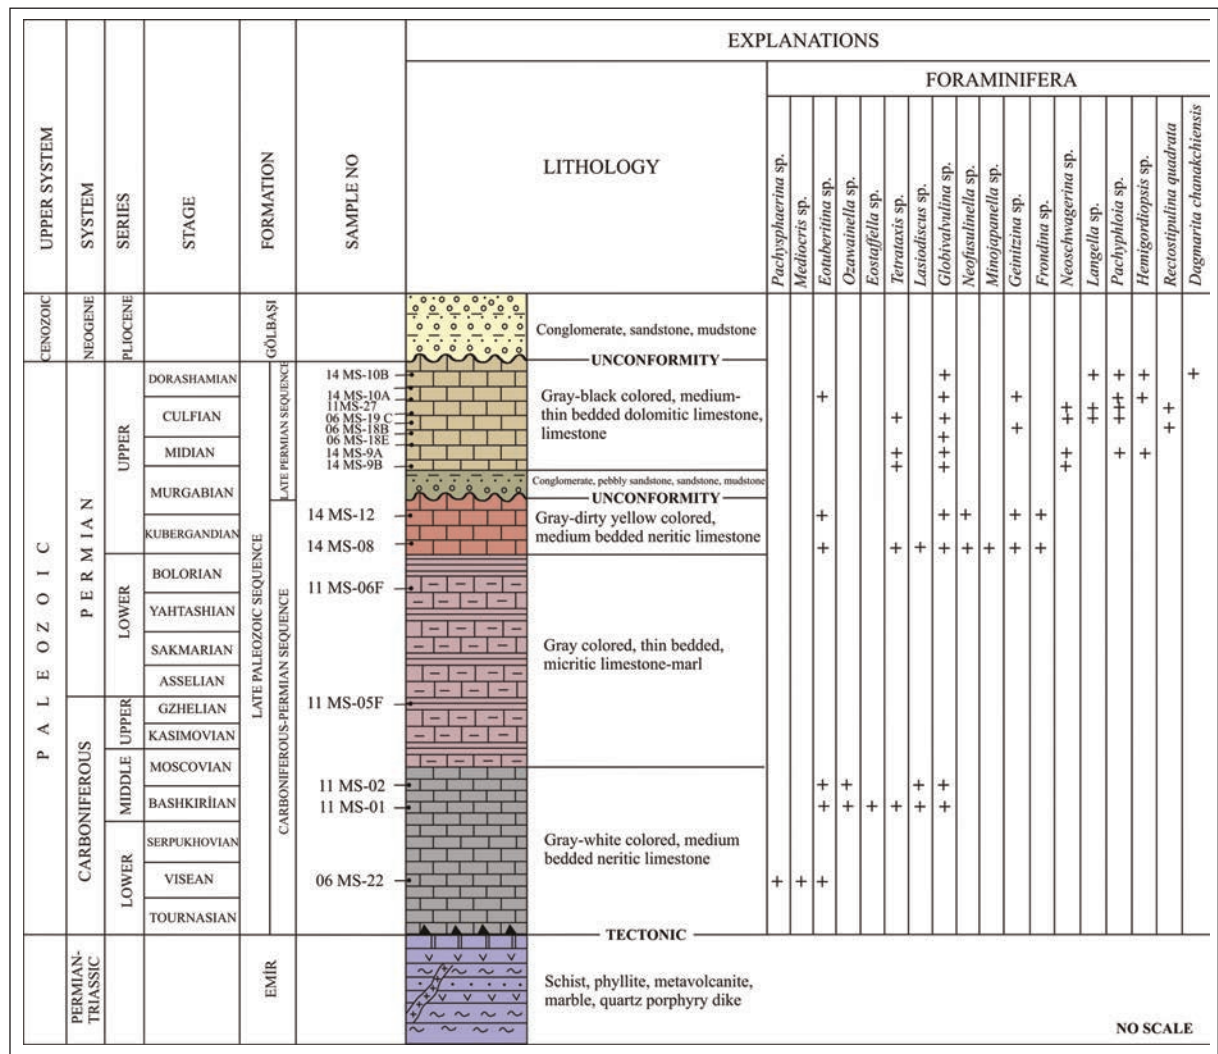 EXPLANATIONS
FORAMINIFERA
UPPER SYSTEM
SYSTEM
SERIES
STAGE
FORMATION
SAMPLE NO
LITHOLOGY
Pachysphaerina sp.
Mediocris sp.
Eotuberitina sp.
Ozawainella sp.
Eostaffella sp.
Tetrataxis sp.
Lasiodiscus sp.
Globivalvulina sp.
Neofusulinella sp.
Minojapanella sp.
Geinitzina sp.
Frondina sp.
Neoschwagerina sp.
Langella sp.
Pachyphloia sp.
Hemigordiopsis sp.
Rectostipulina quadrata
Dagmarita chanakchiensis
CENOZOIC
NEOGENE
PLIOCENE
GÖLBAŞI
Conglomerate, sandstone, mudstone
UNCONFORMITY
PALEOZOIC
PERMIAN
UPPER
LOWER
DORASHAMIAN
CULFIAN
MIDIAN
MURGABIAN
KUBERGANDIAN
BOLORIAN
YAHTASHIAN
SAKMARIAN
ASSELIAN
CARBONIFEROUS
UPPER
MIDDLE
LOWER
GZHELIAN
KASIMOVIAN
MOSCOVIAN
BASHKIRİIAN
SERPUKHOVIAN
VISEAN
TOURNASIAN
LATE PALEOZOIC SEQUENCE
LATE PERMIAN SEQUENCE
CARBONIFEROUS-PERMIAN SEQUENCE
14 MS-10B
14 MS-10A
11MS-27
06 MS-19 C
06 MS-18B
06 MS-18E
14 MS-9A
14 MS-9B
14 MS-12
14 MS-08
11 MS-06F
11 MS-05F
11 MS-02
11 MS-01
06 MS-22
Gray-black colored, medium-
thin bedded dolomitic limestone,
limestone
Conglomerate, pebbly sandstone, sandstone, mudstone
UNCONFORMITY
Gray-dirty yellow colored,
medium bedded neritic limestone
Gray colored, thin bedded,
micritic limestone-marl
Gray-white colored, medium
bedded neritic limestone
TECTONIC
PERMIAN-
TRIASSIC
EMİR
Schist, phyllite, metavolcanite,
marble, quartz porphyry dike
NO SCALE